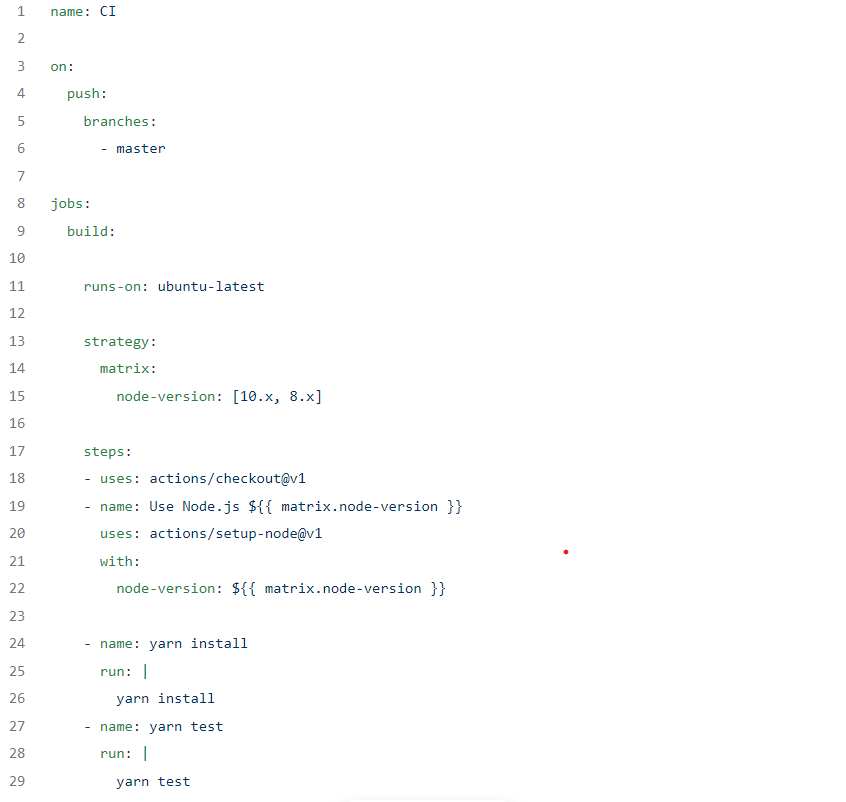 1 name: CI
2
3 on:
4   push:
5     branches:
6       - master
7
8 jobs:
9   build:
10
11     runs-on: ubuntu-latest
12
13     strategy:
14       matrix:
15         node-version: [10.x, 8.x]
16
17     steps:
18     - uses: actions/checkout@v1
19     - name: Use Node.js ${{ matrix.node-version }}
20       uses: actions/setup-node@v1
21       with:
22         node-version: ${{ matrix.node-version }}
23
24     - name: yarn install
25       run: |
26         yarn install
27     - name: yarn test
28       run: |
29         yarn test